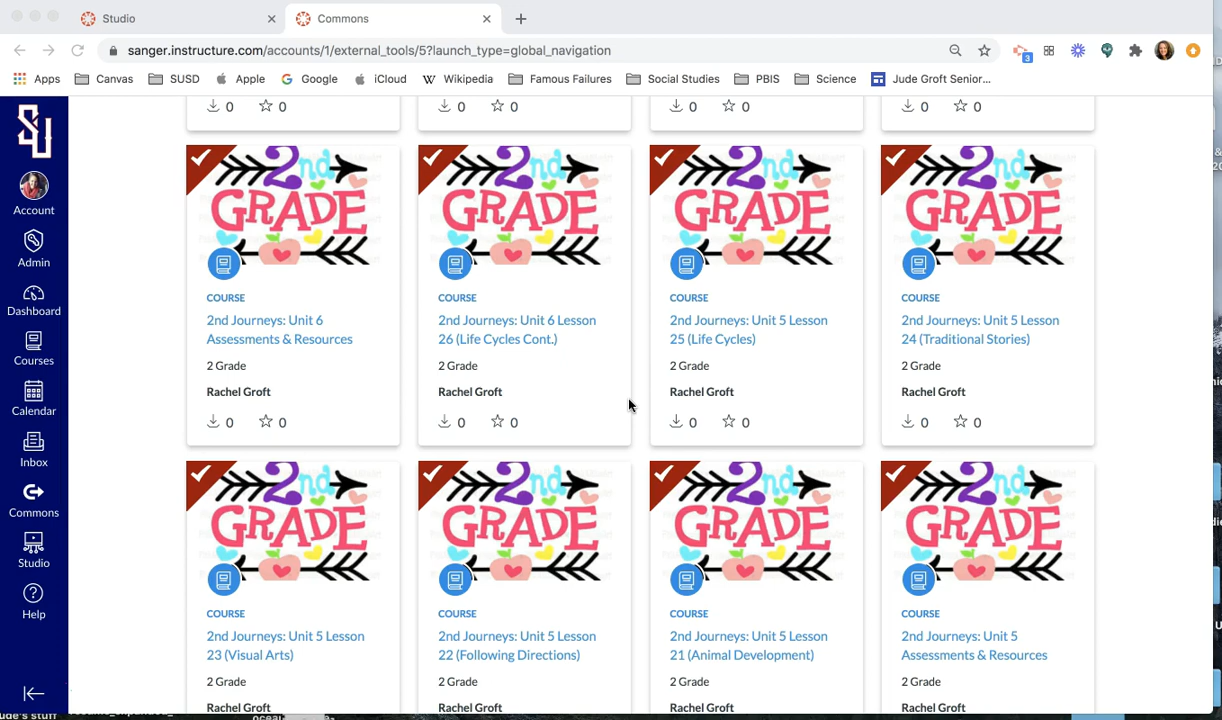 Studio
Commons
sanger.instructure.com/accounts/1/external_tools/5?launch_type=global_navigation
3
Apps
Canvas
SUSD
Apple
Google
iCloud
Wikipedia
Famous Failures
Social Studies
PBIS
Science
Jude Groft Senior...
SU
Account
Admin
Dashboard
Courses
Calendar
Inbox
Commons
Studio
Help
0 0
0 0
0 0
0 0
2nd
GRADE
COURSE
2nd Journeys: Unit 6
Assessments & Resources
2 Grade
Rachel Groft
0 0
2nd
GRADE
COURSE
2nd Journeys: Unit 6 Lesson
26 (Life Cycles Cont.)
2 Grade
Rachel Groft
0 0
2nd
GRADE
COURSE
2nd Journeys: Unit 5 Lesson
25 (Life Cycles)
2 Grade
Rachel Groft
0 0
2nd
GRADE
COURSE
2nd Journeys: Unit 5 Lesson
24 (Traditional Stories)
2 Grade
Rachel Groft
0 0
2nd
GRADE
COURSE
2nd Journeys: Unit 5 Lesson
23 (Visual Arts)
2 Grade
Rachel Groft
2nd
GRADE
COURSE
2nd Journeys: Unit 5 Lesson
22 (Following Directions)
2 Grade
Rachel Groft
2nd
GRADE
COURSE
2nd Journeys: Unit 5 Lesson
21 (Animal Development)
2 Grade
Rachel Groft
2nd
GRADE
COURSE
2nd Journeys: Unit 5
Assessments & Resources
2 Grade
Rachel Groft